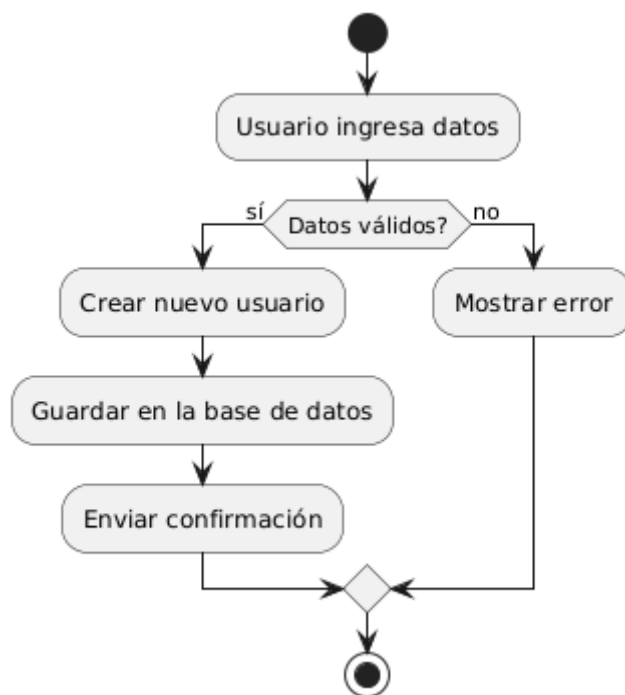 Usuario ingresa datos
sí
Datos válidos?
no
Crear nuevo usuario
Mostrar error
Guardar en la base de datos
Enviar confirmación